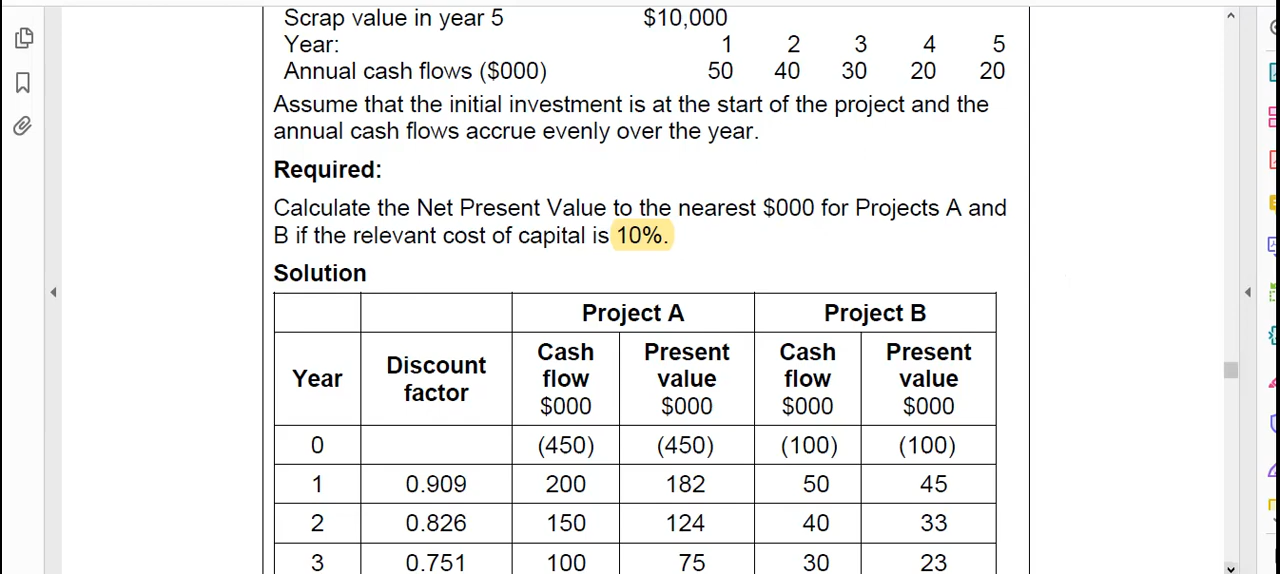 Scrap value in year 5 $10,000
Year: 1 2 3 4 5
Annual cash flows ($000) 50 40 30 20 20
Assume that the initial investment is at the start of the project and the
annual cash flows accrue evenly over the year.
Required:
Calculate the Net Present Value to the nearest $000 for Projects A and
B if the relevant cost of capital is 10%.
Solution
Project A Project B
Year Discount factor Cash flow $000 Present value $000 Cash flow $000 Present value $000
0 (450) (450) (100) (100)
1 0.909 200 182 50 45
2 0.826 150 124 40 33
3 0.751 100 75 30 23